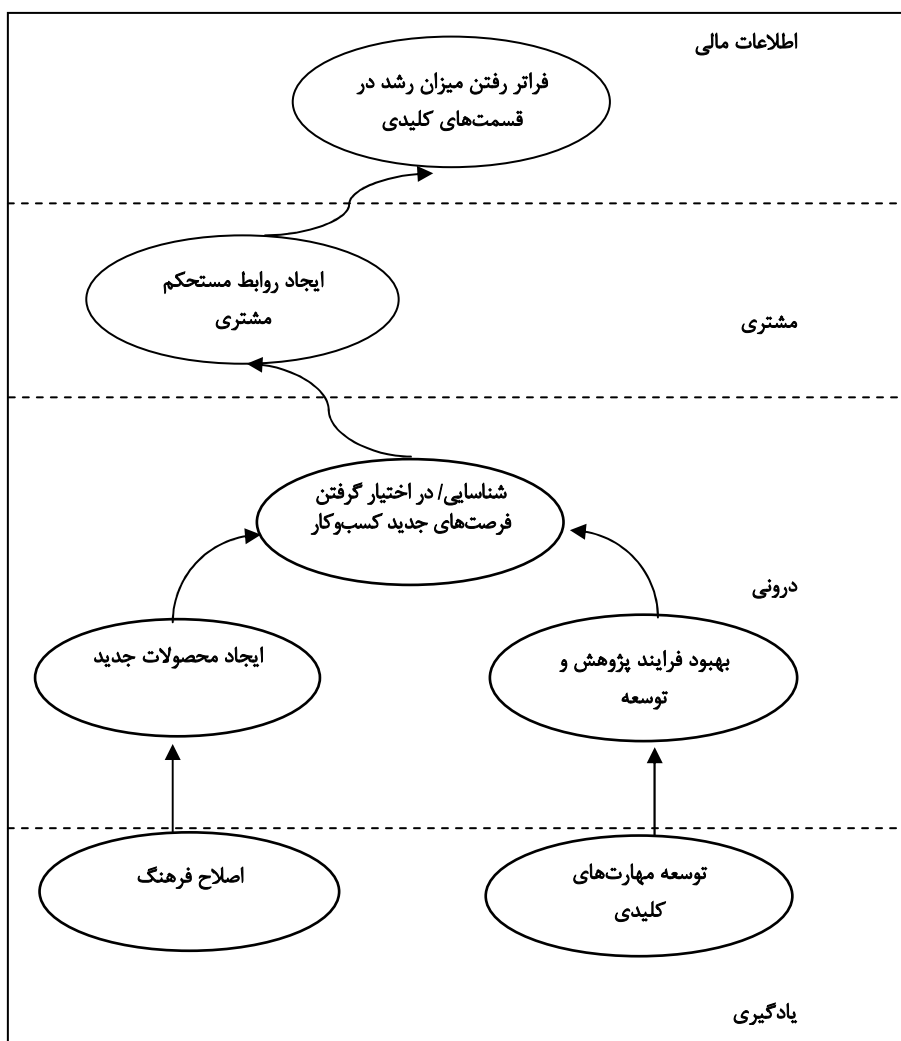 اطلاعات مالی
فراتر رفتن میزان رشد در
قسمت‌های کلیدی
ایجاد روابط مستحکم
مشتری
مشتری
شناسایی/ در اختیار گرفتن
فرصت‌های جدید کسب‌وکار
درونی
بهبود فرایند پژوهش و
توسعه
ایجاد محصولات جدید
توسعه مهارت‌های
کلیدی
اصلاح فرهنگ
یادگیری